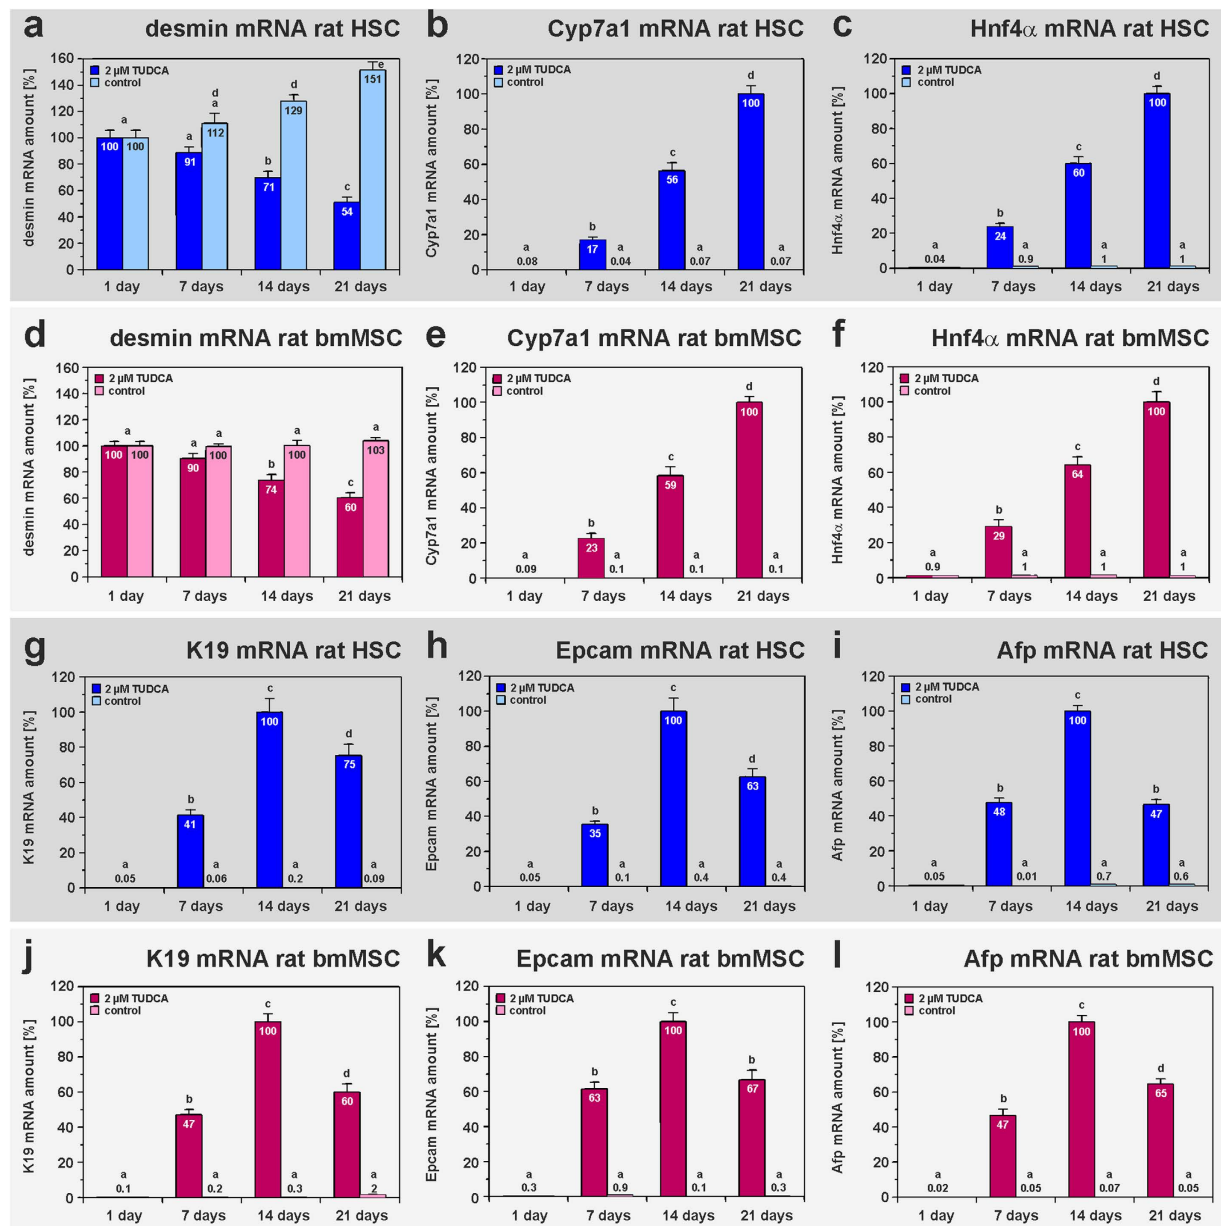 a desmin mRNA rat HSC
desmin mRNA amount [%]
160
140
120
100
80
60
40
20
0
2 µM TUDCA
control
a
100 100
a
91
d
a
112
b
71
d
129
c
54
e
151
1 day 7 days 14 days 21 days
b Cyp7a1 mRNA rat HSC
Cyp7a1 mRNA amount [%]
120
100
80
60
40
20
0
2 µM TUDCA
control
a
0.08
b
17
a
0.04
c
56
a
0.07
d
100
a
0.07
1 day 7 days 14 days 21 days
c Hnf4α mRNA rat HSC
Hnf4α mRNA amount [%]
120
100
80
60
40
20
0
2 µM TUDCA
control
a
0.04
b
24
a
0.9
c
60
a
1
d
100
a
1
1 day 7 days 14 days 21 days
d desmin mRNA rat bmMSC
desmin mRNA amount [%]
160
140
120
100
80
60
40
20
0
2 µM TUDCA
control
a
100 100
a
90
a
100
b
74
a
100
c
60
a
103
1 day 7 days 14 days 21 days
e Cyp7a1 mRNA rat bmMSC
Cyp7a1 mRNA amount [%]
120
100
80
60
40
20
0
2 µM TUDCA
control
a
0.09
b
23
a
0.1
c
59
a
0.1
d
100
a
0.1
1 day 7 days 14 days 21 days
f Hnf4α mRNA rat bmMSC
Hnf4α mRNA amount [%]
120
100
80
60
40
20
0
2 µM TUDCA
control
a
0.9
b
29
a
1
c
64
a
1
d
100
a
1
1 day 7 days 14 days 21 days
g K19 mRNA rat HSC
K19 mRNA amount [%]
120
100
80
60
40
20
0
2 µM TUDCA
control
a
0.05
b
41
a
0.06
c
100
a
0.2
d
75
a
0.09
1 day 7 days 14 days 21 days
h Epcam mRNA rat HSC
Epcam mRNA amount [%]
120
100
80
60
40
20
0
2 µM TUDCA
control
a
0.05
b
35
a
0.1
c
100
a
0.4
d
63
a
0.4
1 day 7 days 14 days 21 days
i Afp mRNA rat HSC
Afp mRNA amount [%]
120
100
80
60
40
20
0
2 µM TUDCA
control
a
0.05
b
48
a
0.01
c
100
a
0.7
b
47
a
0.6
1 day 7 days 14 days 21 days
j K19 mRNA rat bmMSC
K19 mRNA amount [%]
120
100
80
60
40
20
0
2 µM TUDCA
control
a
0.1
b
47
a
0.2
c
100
a
0.3
d
60
a
2
1 day 7 days 14 days 21 days
k Epcam mRNA rat bmMSC
Epcam mRNA amount [%]
120
100
80
60
40
20
0
2 µM TUDCA
control
a
0.3
b
63
a
0.9
c
100
a
0.1
b
67
a
0.3
1 day 7 days 14 days 21 days
l Afp mRNA rat bmMSC
Afp mRNA amount [%]
120
100
80
60
40
20
0
2 µM TUDCA
control
a
0.02
b
47
a
0.05
c
100
a
0.07
d
65
a
0.05
1 day 7 days 14 days 21 days